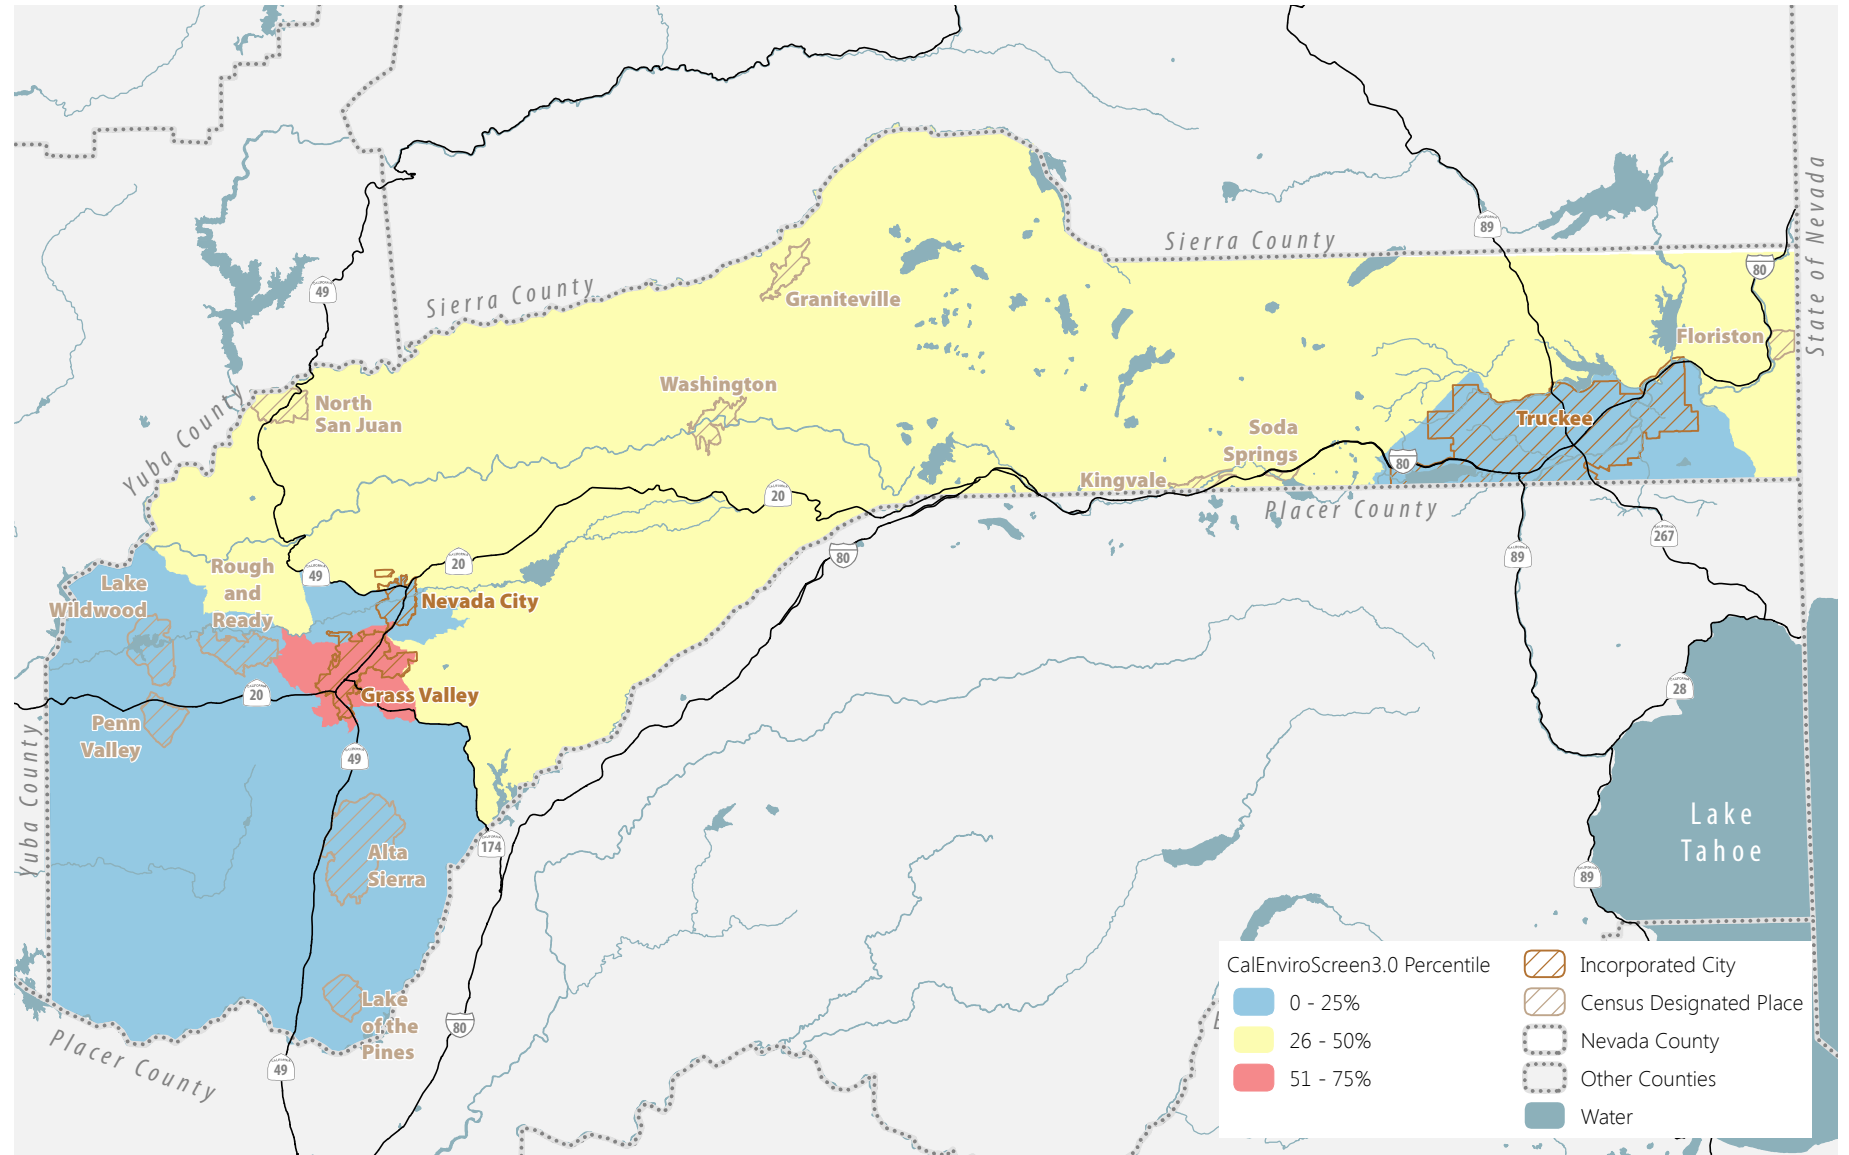 89
State of Nevada
Sierra County
80
49
Sierra County
Graniteville
Floriston
Washington
North
San Juan
Yuba County
Truckee
Soda
Springs
80
Kingvale
20
Placer County
267
80
89
20
49
Rough
and
Ready
Lake
Wildwood
Nevada City
28
20
Grass Valley
Penn
Valley
49
Yuba County
Lake
Tahoe
174
Alta
Sierra
89
CalEnviroScreen3.0 Percentile
0 - 25%
26 - 50%
51 - 75%
Incorporated City
Census Designated Place
Nevada County
Other Counties
Water
Lake
of the
Pines
80
Placer County
49